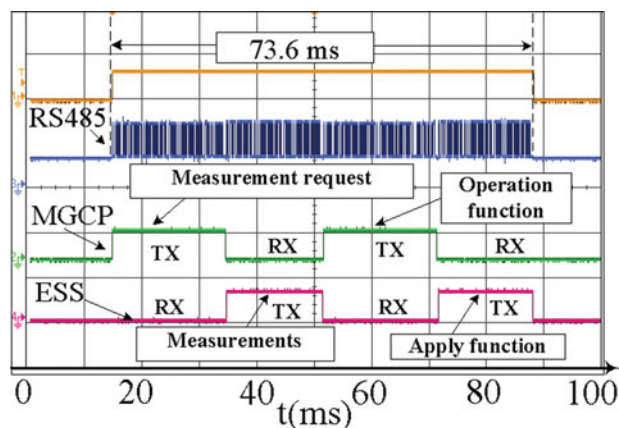 73.6 ms
RS485
Measurement request
Operation
function
MGCP
TX
RX
TX
RX
ESS
RX
TX
RX
TX
Measurements
Apply function
0
20
40
60
80
100
t(ms)